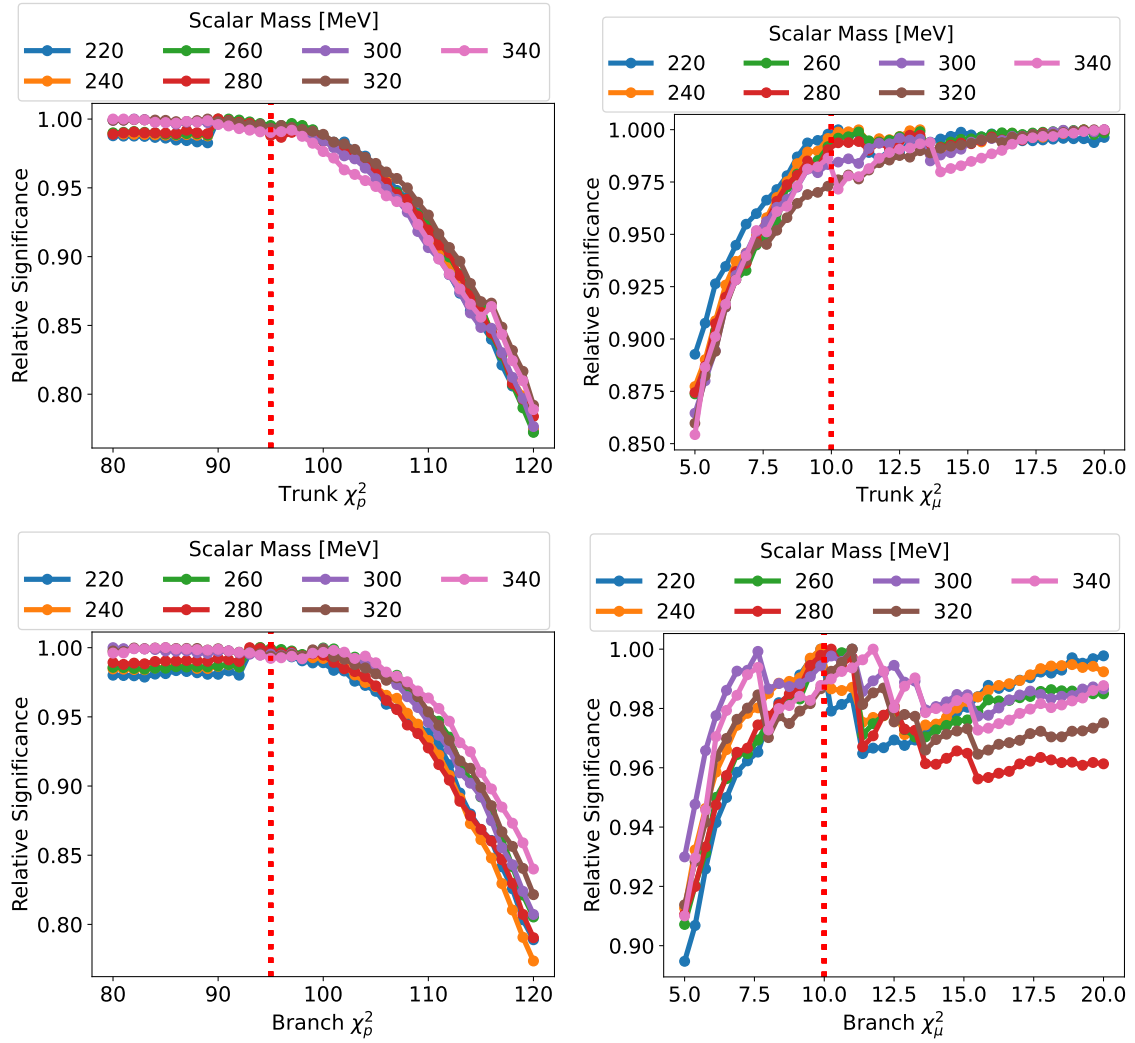 Scalar Mass [MeV]
220 260 300 340
240 280 320
Relative Significance
1.00
0.95
0.90
0.85
0.80
80 90 100 110 120
Trunk χ²ₚ
Scalar Mass [MeV]
220 260 300 340
240 280 320
Relative Significance
1.000
0.975
0.950
0.925
0.900
0.875
0.850
5.0 7.5 10.0 12.5 15.0 17.5 20.0
Trunk χ²_μ
Scalar Mass [MeV]
220 260 300 340
240 280 320
Relative Significance
1.00
0.95
0.90
0.85
0.80
80 90 100 110 120
Branch χ²ₚ
Scalar Mass [MeV]
220 260 300 340
240 280 320
Relative Significance
1.00
0.98
0.96
0.94
0.92
0.90
5.0 7.5 10.0 12.5 15.0 17.5 20.0
Branch χ²_μ